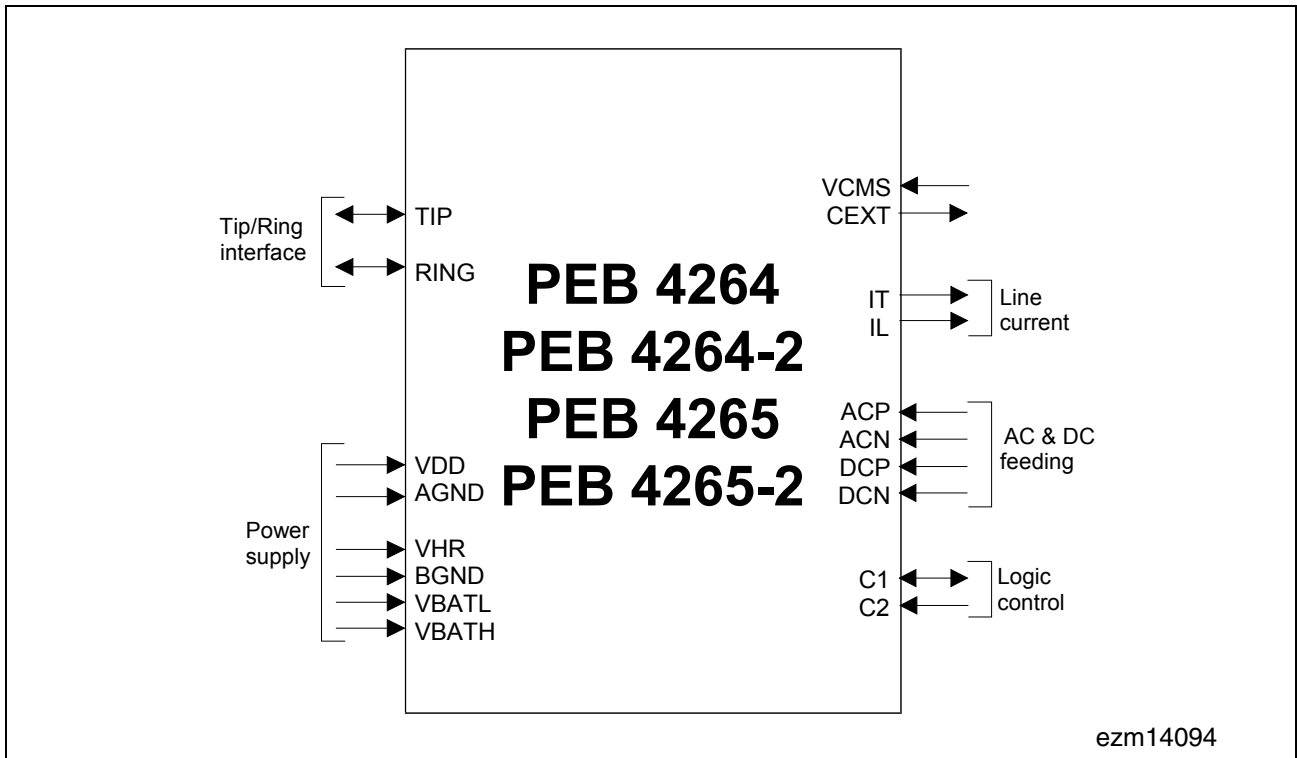 Tip/Ring
interface
TIP
RING
Power
supply
VDD
AGND
VHR
BGND
VBATL
VBATH
PEB 4264
PEB 4264-2
PEB 4265
PEB 4265-2
VCMS
CEXT
IT
IL
Line
current
ACP
ACN
DCP
DCN
AC & DC
feeding
C1
C2
Logic
control
ezm14094